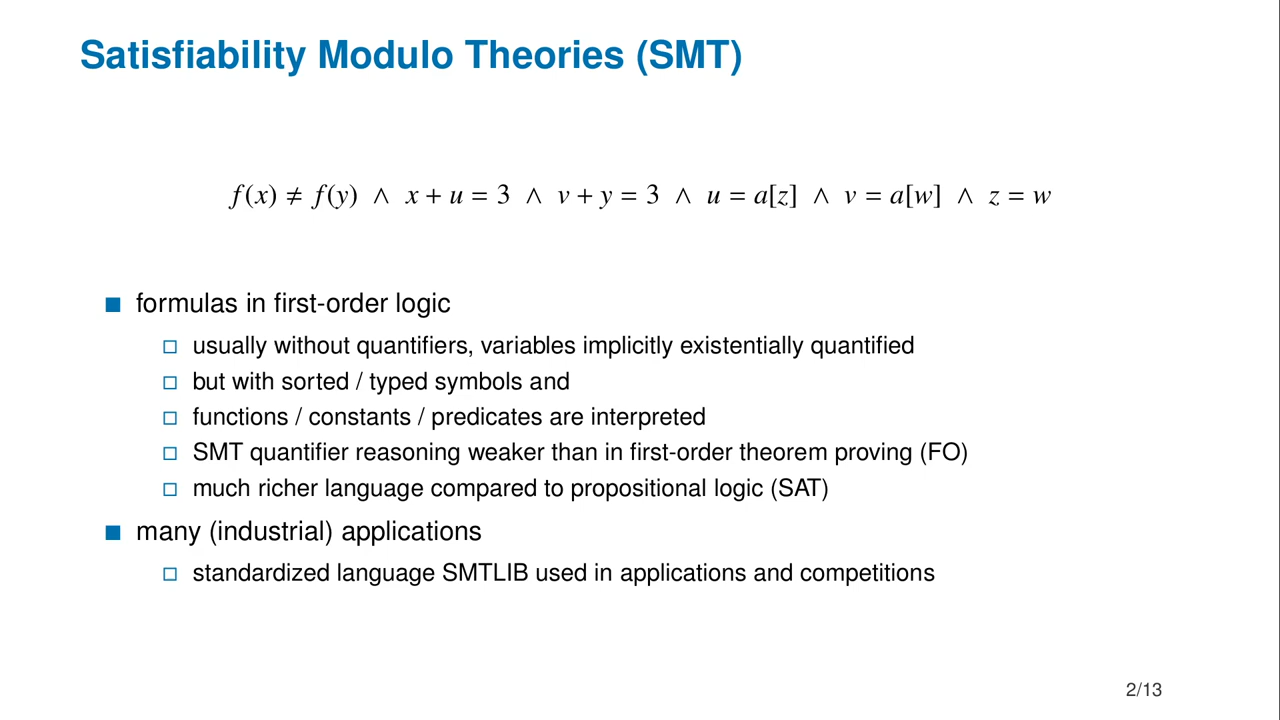 Satisfiability Modulo Theories (SMT)
f(x) ≠ f(y) ∧ x + u = 3 ∧ v + y = 3 ∧ u = a[z] ∧ v = a[w] ∧ z = w
formulas in first-order logic
usually without quantifiers, variables implicitly existentially quantified
but with sorted / typed symbols and
functions / constants / predicates are interpreted
SMT quantifier reasoning weaker than in first-order theorem proving (FO)
much richer language compared to propositional logic (SAT)
many (industrial) applications
standardized language SMTLIB used in applications and competitions
2/13